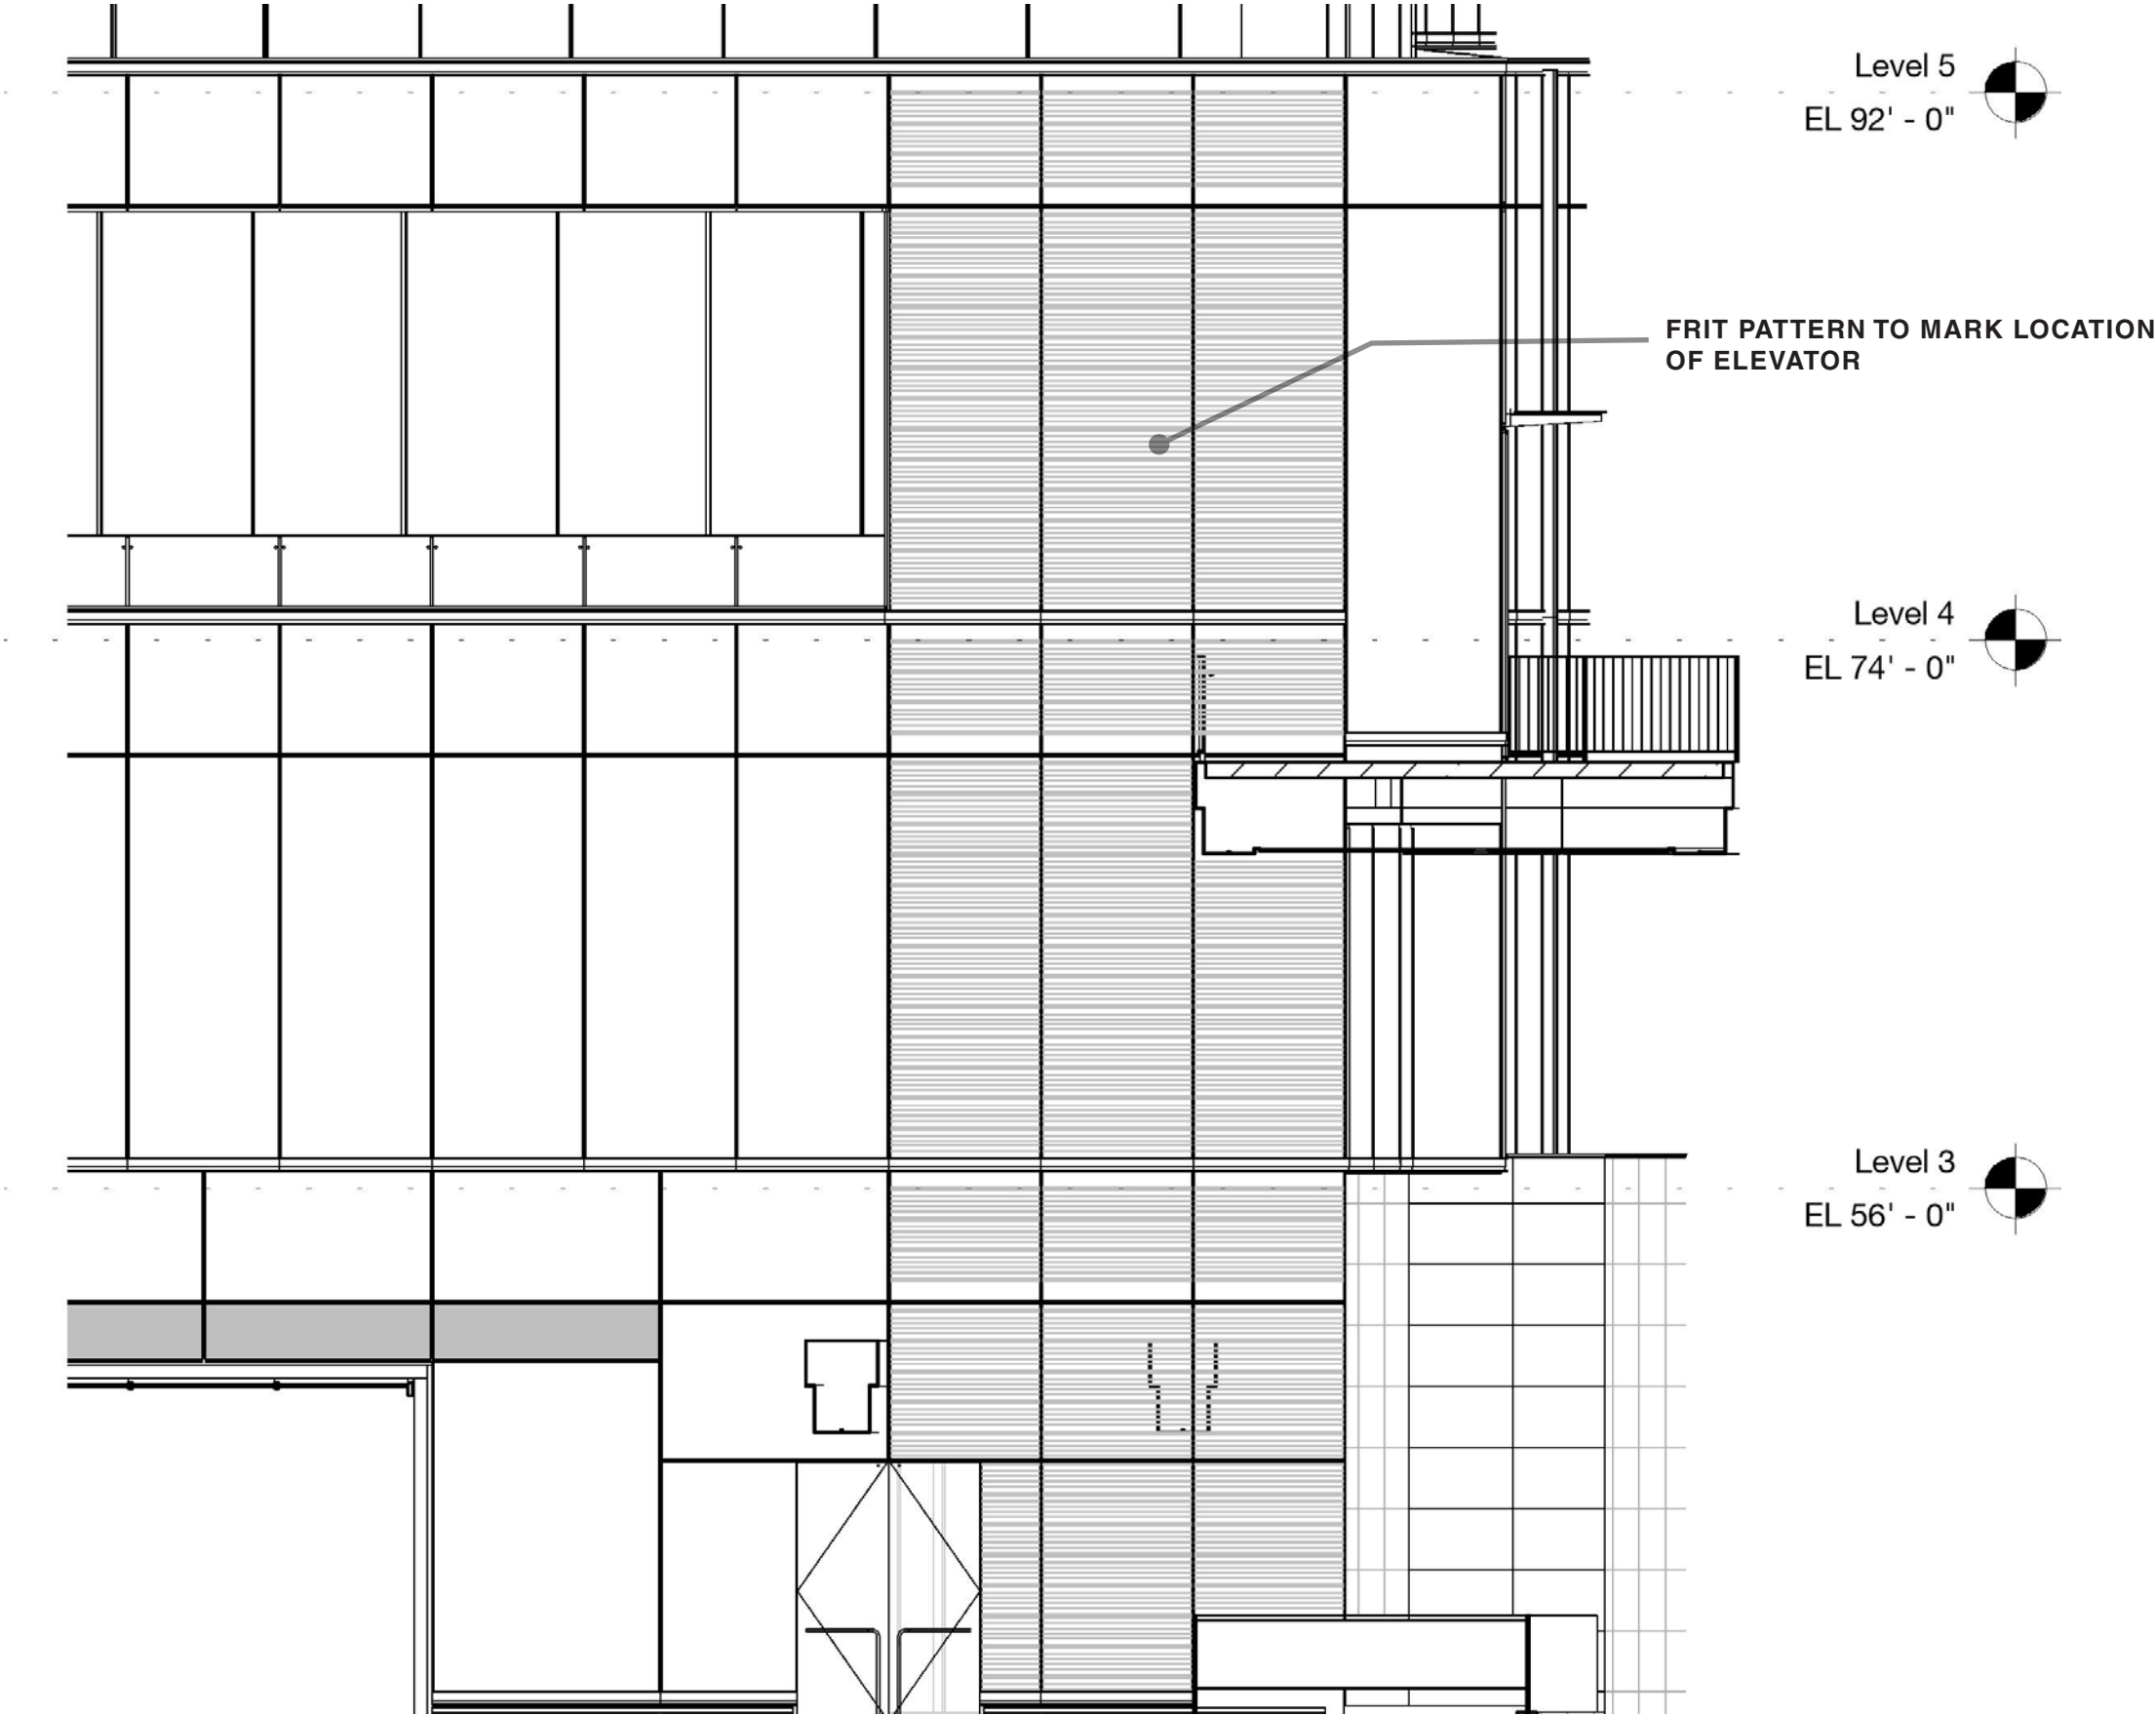 Level 5
EL 92' - 0"
FRIT PATTERN TO MARK LOCATION
OF ELEVATOR
Level 4
EL 74' - 0"
Level 3
EL 56' - 0"